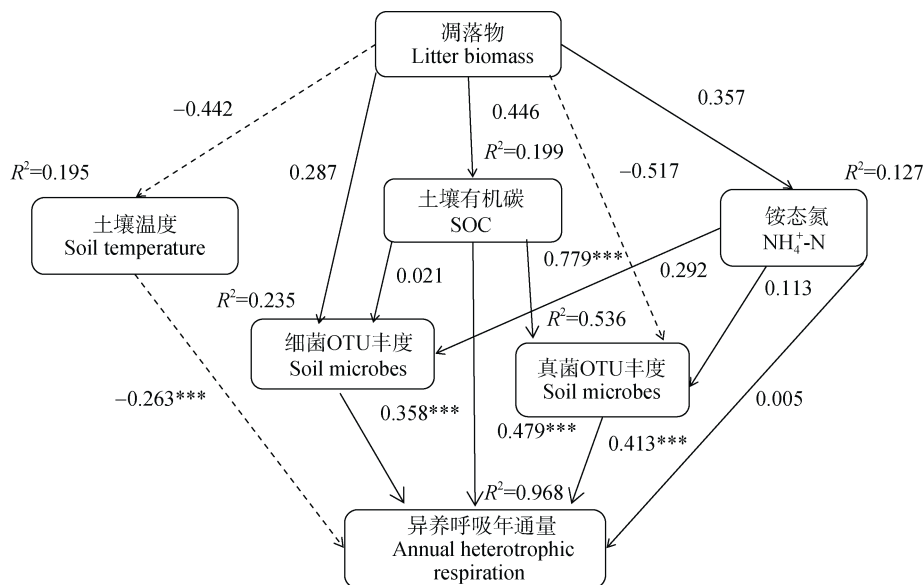 凋落物
Litter biomass
−0.442
0.446
0.357
R²=0.195
0.287
R²=0.199
−0.517
R²=0.127
土壤温度
Soil temperature
土壤有机碳
SOC
铵态氮
NH₄⁺-N
0.021
0.779***
0.292
0.113
R²=0.235
R²=0.536
细菌OTU丰度
Soil microbes
真菌OTU丰度
Soil microbes
−0.263***
0.358***
0.479***
0.413***
0.005
R²=0.968
异养呼吸年通量
Annual heterotrophic
respiration